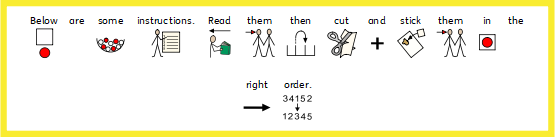 Below are some instructions. Read them then cut and stick them in the
right order.
34152
12345